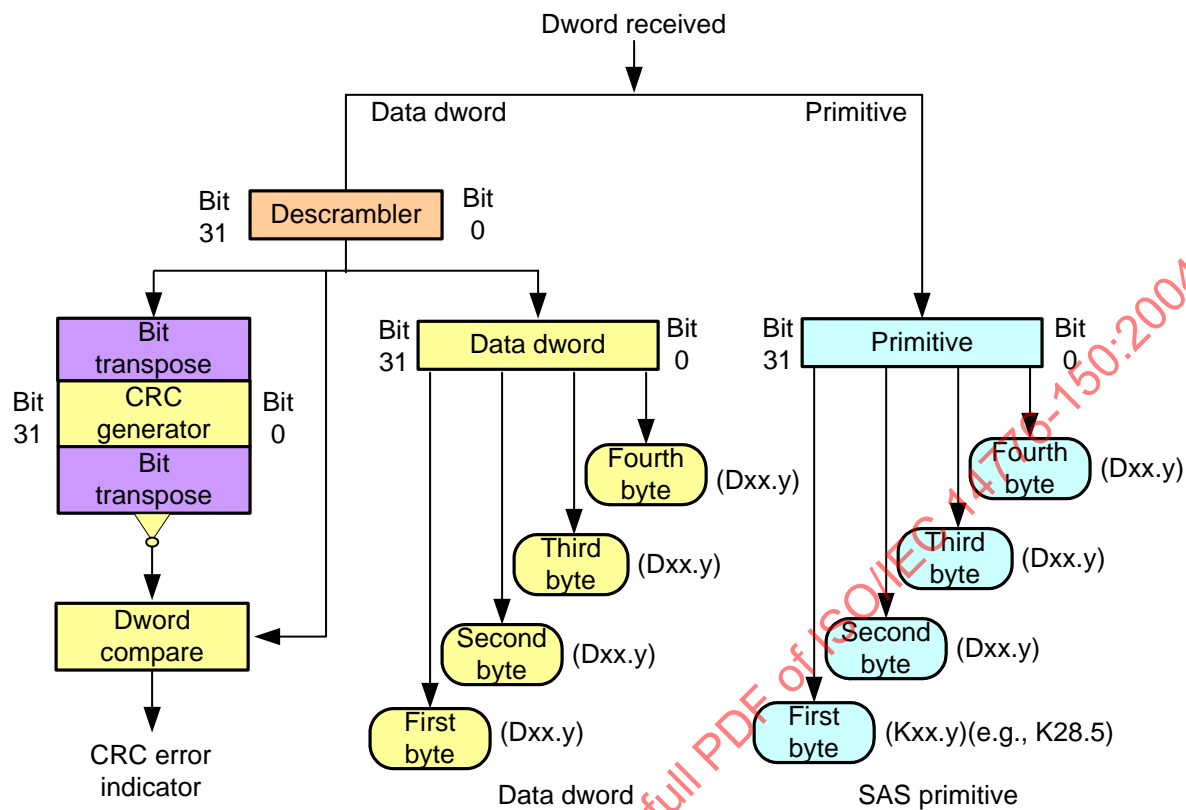 Dword received
Data dword
Primitive
Bit
31
Descrambler
Bit
0
Bit
transpose
Bit
31
CRC
generator
Bit
0
Bit
transpose
Dword
compare
CRC error
indicator
Bit
31
Data dword
Bit
0
Fourth
byte
(Dxx.y)
Third
byte
(Dxx.y)
Second
byte
(Dxx.y)
First
byte
(Dxx.y)
Data dword
Bit
31
Primitive
Bit
0
Fourth
byte
(Dxx.y)
Third
byte
(Dxx.y)
Second
byte
(Dxx.y)
First
byte
(Kxx.y)(e.g., K28.5)
SAS primitive
full PDF of ISO/IEC 14776-150:2004